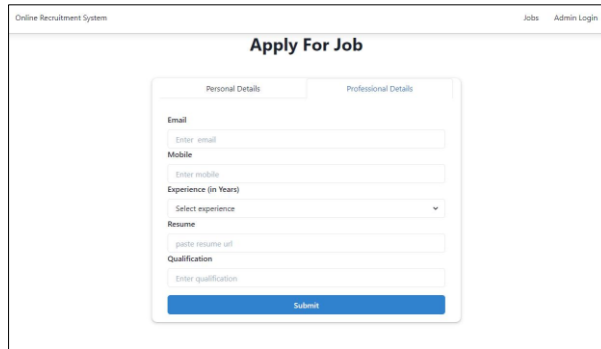 Online Recruitment System Jobs Admin Login
Apply For Job
Personal Details Professional Details
Email
Enter email
Mobile
Enter mobile
Experience (in Years)
Select experience
Resume
paste resume url
Qualification
Enter qualification
Submit